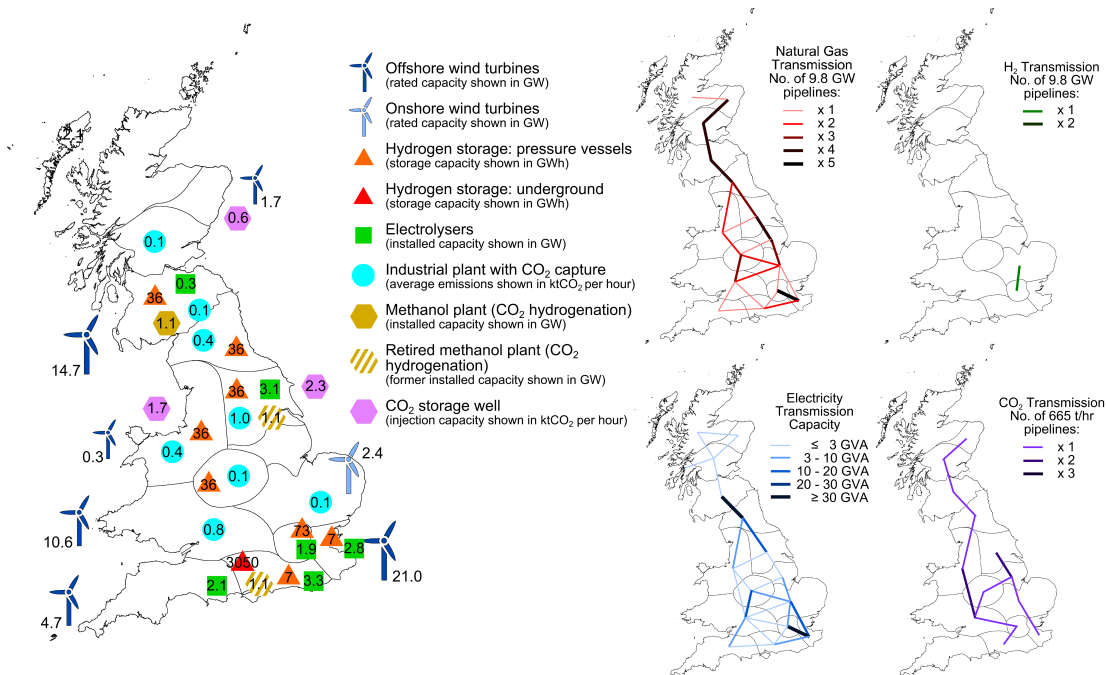 Offshore wind turbines
(rated capacity shown in GW)
Onshore wind turbines
(rated capacity shown in GW)
Hydrogen storage: pressure vessels
(storage capacity shown in GWh)
Hydrogen storage: underground
(storage capacity shown in GWh)
Electrolysers
(installed capacity shown in GW)
Industrial plant with CO2 capture
(average emissions shown in ktCO2 per hour)
Methanol plant (CO2 hydrogenation)
(installed capacity shown in GW)
Retired methanol plant (CO2
hydrogenation)
(former installed capacity shown in GW)
CO2 storage well
(injection capacity shown in ktCO2 per hour)
1.7
0.6
0.1
0.3
36
0.1
1.1
0.4
36
14.7
36
3.1
2.3
1.7
1.0
1.1
36
0.4
0.3
2.4
0.1
36
0.1
10.6
0.8
73
7
1.9
2.8
21.0
3050
2.1
1.1
7
3.3
4.7
Natural Gas
Transmission
No. of 9.8 GW
pipelines:
x 1
x 2
x 3
x 4
x 5
H2 Transmission
No. of 9.8 GW
pipelines:
x 1
x 2
Electricity
Transmission
Capacity
≤ 3 GVA
3 - 10 GVA
10 - 20 GVA
20 - 30 GVA
≥ 30 GVA
CO2 Transmission
No. of 665 t/hr
pipelines:
x 1
x 2
x 3